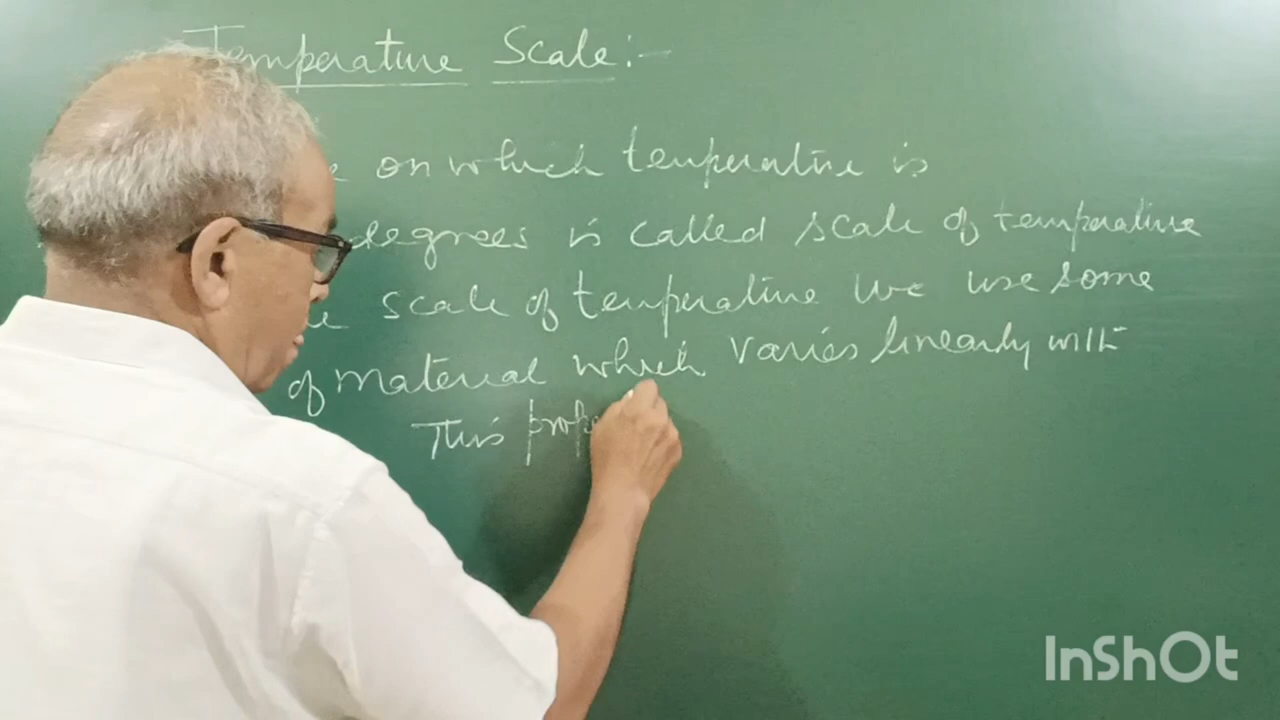 Temperature Scale:-
on which temperature is
degrees is called scale of temperature
scale of temperature we use some
of material which varies linearly with
This prope
InShOt